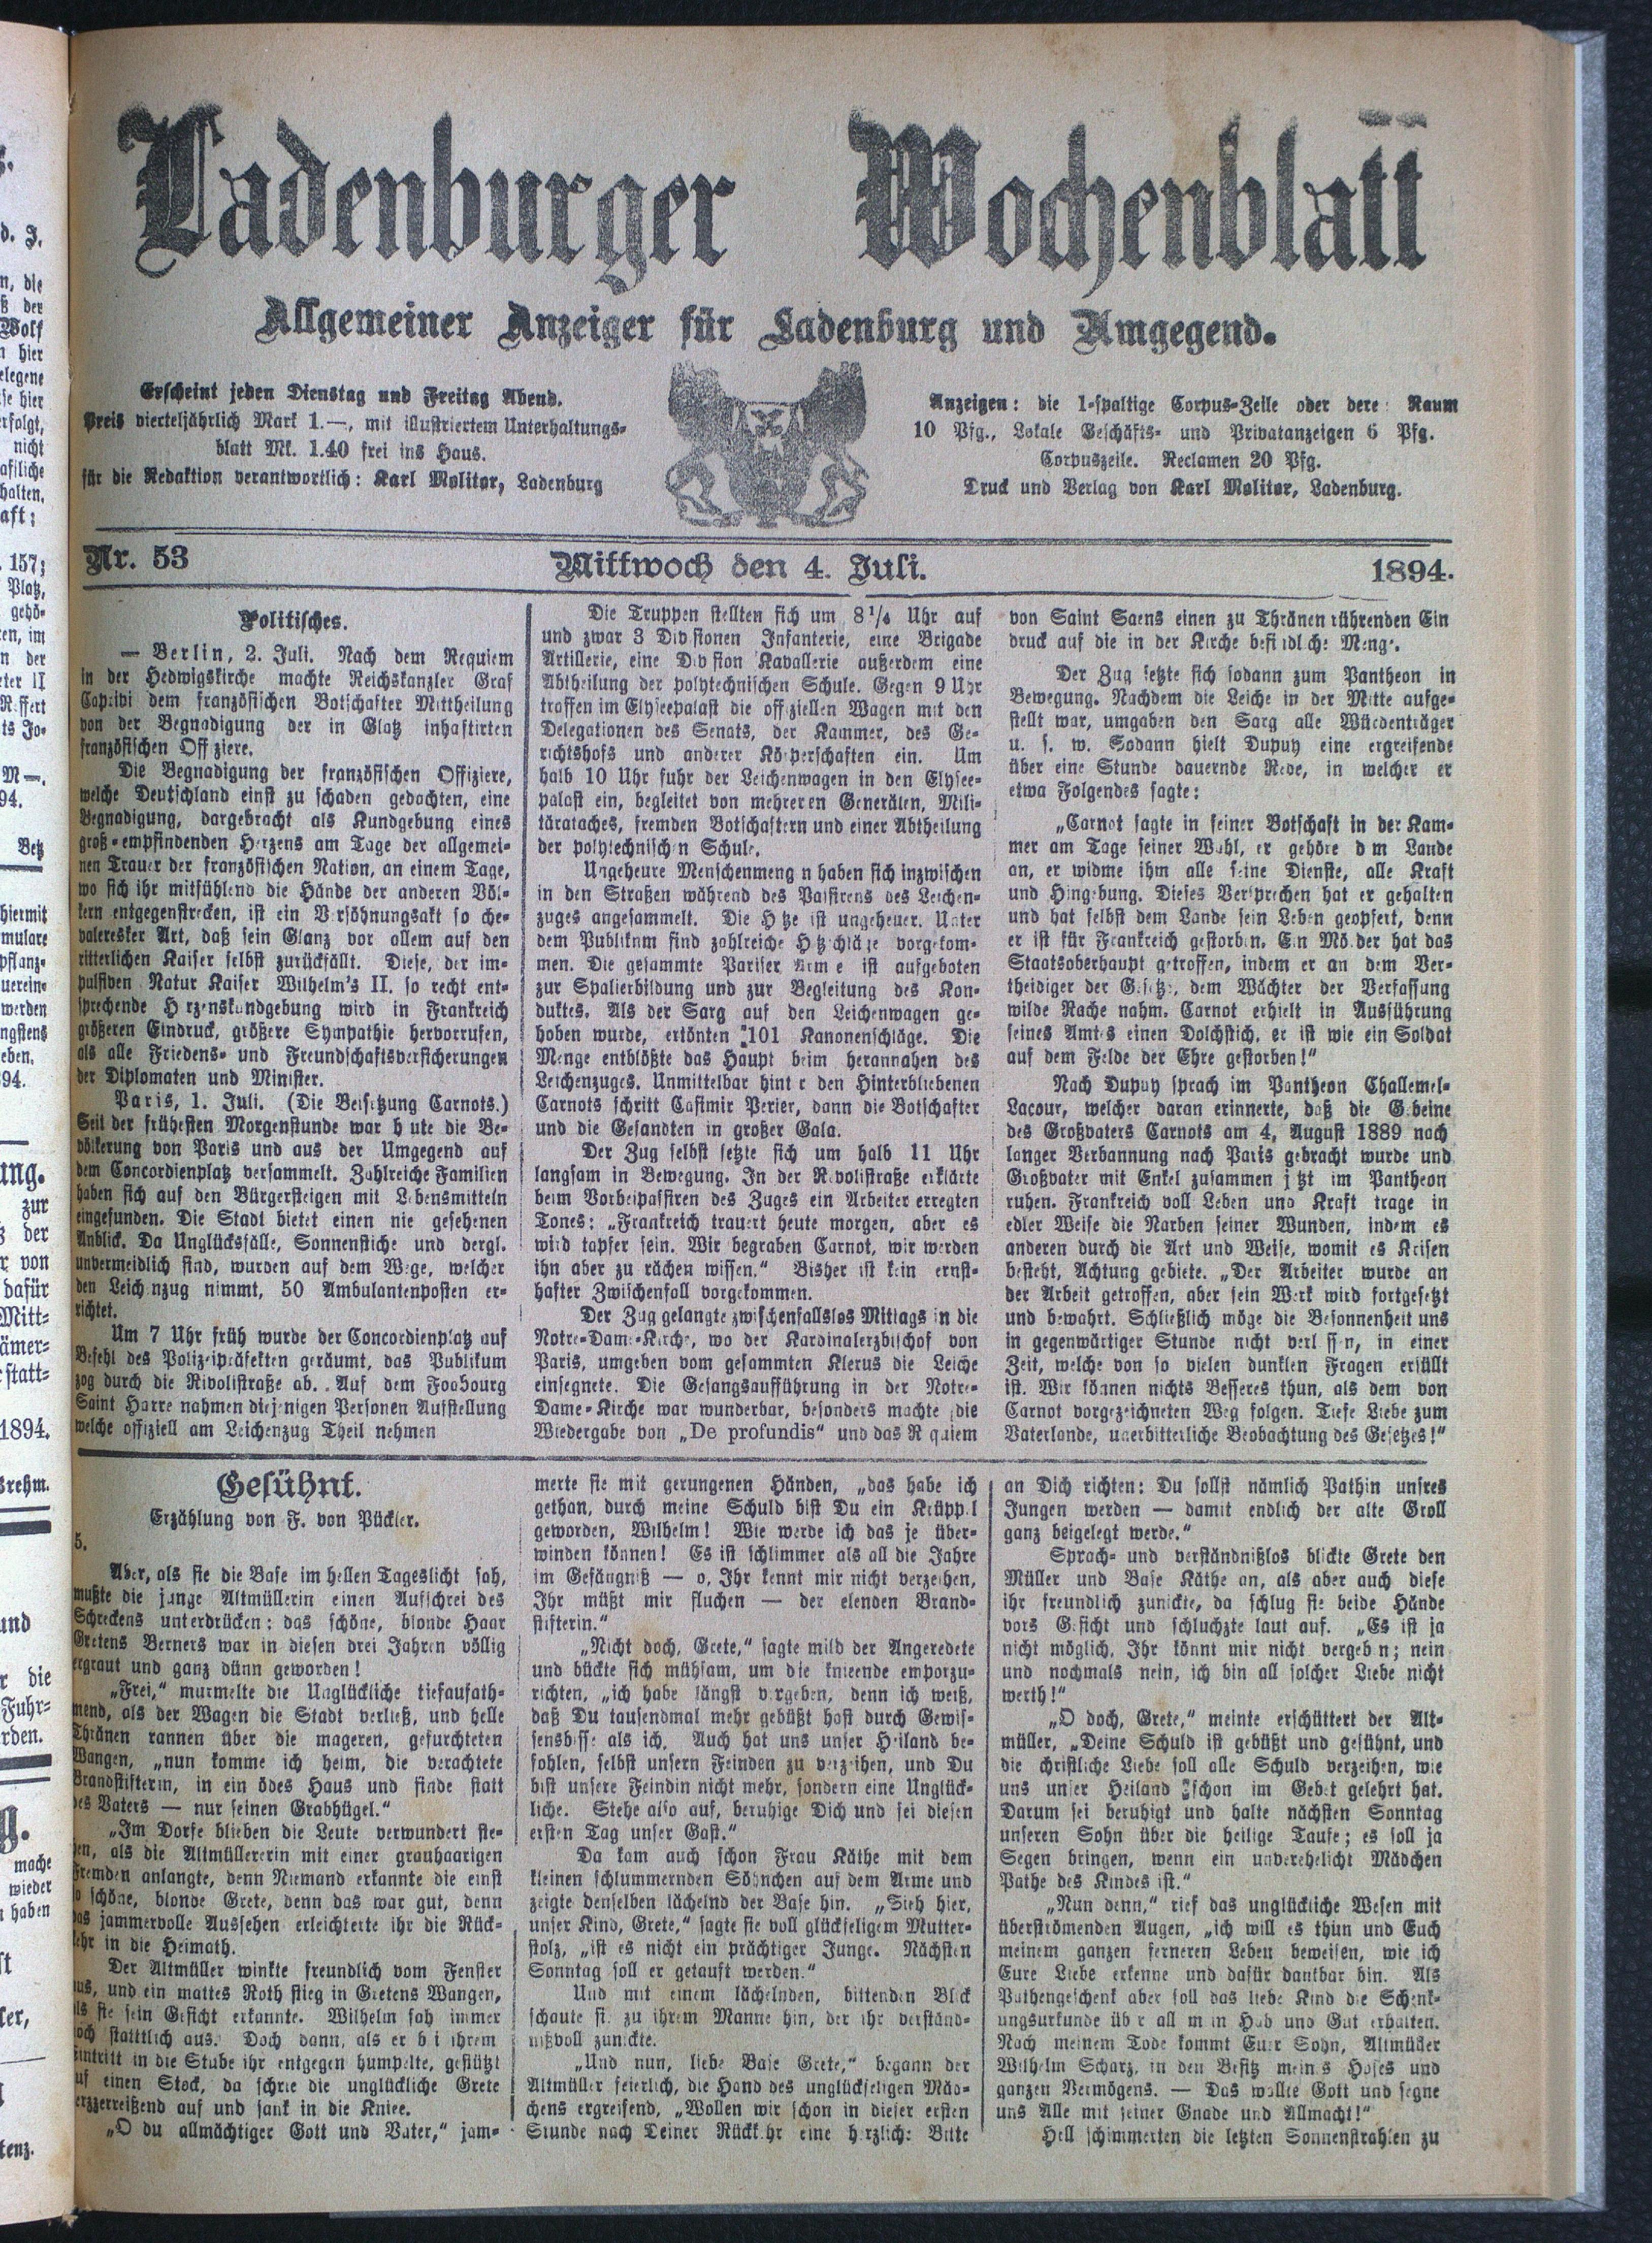 Ladenburger Wochenblatt
Allgemeiner Anzeiger für Ladenburg und Umgegend.
Erscheint jeden Dienstag und Freitag Abend.
Preis vierteljährlich Mark 1.—, mit illustriertem Unterhaltungs-
blatt Mk. 1.40 frei ins Haus.
für die Redaktion verantwortlich: Karl Molitor, Ladenburg
Anzeigen: die 1-spaltige Corpus-Zeile oder dere Raum
10 Pfg., Lokale Geschäfts- und Privatanzeigen 6 Pfg.
Corpuszeile. Reclamen 20 Pfg.
Druck und Verlag von Karl Molitor, Ladenburg.
Nr. 53
Mittwoch den 4. Juli.
1894.
Politisches.
— Berlin, 2. Juli. Nach dem Requiem
in der Hedwigskirche machte Reichskanzler Graf
Caprivi dem französischen Botschafter Mittheilung
von der Begnadigung der in Glatz inhaftirten
französischen Off ziere.
Die Begnadigung der französischen Offiziere,
welche Deutschland einst zu schaden gedachten, eine
Begnadigung, dargebracht als Kundgebung eines
groß-empfindenden Herzens am Tage der allgemei-
nen Trauer der französischen Nation, an einem Tage,
wo sich ihr mitfühlend die Hände der anderen Völ-
kern entgegenstrecken, ist ein Versöhnungsakt so che-
valeresker Art, daß sein Glanz vor allem auf den
ritterlichen Kaiser selbst zurückfällt. Diese, der im-
pulsiven Natur Kaiser Wilhelm's II. so recht ent-
sprechende H rzenskundgebung wird in Frankreich
größeren Eindruck, größere Sympathie hervorrufen,
als alle Friedens- und Freundschaftsversicherungen
der Diplomaten und Minister.
Paris, 1. Juli. (Die Beisetzung Carnots.)
Seit der frühesten Morgenstunde war h ute die Be-
völkerung von Paris und aus der Umgegend auf
dem Concordienplatz versammelt. Zahlreiche Familien
haben sich auf den Bürgersteigen mit Lebensmitteln
eingefunden. Die Stadt bietet einen nie gesehenen
Anblick. Da Unglücksfälle, Sonnenstiche und dergl.
unvermeidlich sind, wurden auf dem Wege, welcher
den Leichenzug nimmt, 50 Ambulantenposten er-
richtet.
Um 7 Uhr früh wurde der Concordienplatz auf
Befehl des Polizeipräfekten geräumt, das Publikum
zog durch die Rivolistraße ab. Auf dem Foobourg
Saint Harre nahmen diejenigen Personen Aufstellung
welche offiziell am Leichenzug Theil nehmen
Die Truppen stellten sich um 8¼ Uhr auf
und zwar 3 Divisionen Infanterie, eine Brigade
Artillerie, eine Div sion Kavallerie außerdem eine
Abtheilung der polytechnischen Schule. Gegen 9 Uhr
traffen im Elyseepalast die offiziellen Wagen mit den
Delegationen des Senats, der Kammer, des Ge-
richtshofs und anderer Körperschaften ein. Um
halb 10 Uhr fuhr der Leichenwagen in den Elysee-
palast ein, begleitet von mehreren Generälen, Mili-
tärataches, fremden Botschaftern und einer Abtheilung
der polytechnischen Schule.
Ungeheure Menschenmeng n haben sich inzwischen
in den Straßen während des Passirens des Leichen-
zuges angesammelt. Die H tze ist ungeheuer. Unter
dem Publiknm sind zahlreiche Hitzschläge vorgekom-
men. Die gesammte Pariser Arme e ist aufgeboten
zur Spalierbildung und zur Begleitung des Kon-
duktes. Als der Sarg auf den Leichenwagen ge-
hoben wurde, ertönten 101 Kanonenschläge. Die
Menge entblößte das Haupt beim herannahen des
Leichenzuges. Unmittelbar hint r den Hinterbliebenen
Carnots schritt Casimir Perier, dann die Botschafter
und die Gesandten in großer Gala.
Der Zug selbst setzte sich um halb 11 Uhr
langsam in Bewegung. In der Rivolistraße erklärte
beim Vorbeipassiren des Zuges ein Arbeiter erregten
Tones: „Frankreich trauert heute morgen, aber es
wird tapfer sein. Wir begraben Carnot, wir werden
ihn aber zu rächen wissen.“ Bisher ist kein ernst-
hafter Zwischenfall vorgekommen.
Der Zug gelangte zwischenfallslos Mittags in die
Notre-Dame-Kirche, wo der Kardinalerzbischof von
Paris, umgeben vom gesammten Klerus die Leiche
einsegnete. Die Gesangsaufführung in der Notre-
Dame-Kirche war wunderbar, besonders machte die
Wiedergabe von „De profundis“ und das R quiem
von Saint Saens einen zu Thränen rührenden Ein
druck auf die in der Kirche befindliche Menge.
Der Zug setzte sich sodann zum Pantheon in
Bewegung. Nachdem die Leiche in der Mitte aufge-
stellt war, umgaben den Sarg alle Würdenträger
u. s. w. Sodann hielt Dupuy eine ergreifende
über eine Stunde dauernde Rede, in welcher er
etwa Folgendes sagte:
„Carnot sagte in seiner Botschaft in der Kam-
mer am Tage seiner Wahl, er gehöre d m Lande
an, er widme ihm alle seine Dienste, alle Kraft
und Hingebung. Dieses Versprechen hat er gehalten
und hat selbst dem Lande sein Leben geopfert, denn
er ist für Frankreich gestorben. Ein Mörder hat das
Staatsoberhaupt getroffen, indem er an dem Ver-
theidiger der Gesetze, dem Wächter der Verfassung
wilde Rache nahm. Carnot erhielt in Ausführung
seines Amtes einen Dolchstich, er ist wie ein Soldat
auf dem Felde der Ehre gestorben!“
Nach Dupuy sprach im Pantheon Challemel-
Lacour, welcher daran erinnerte, daß die Gebeine
des Großvaters Carnots am 4. August 1889 nach
langer Verbannung nach Paris gebracht wurde und
Großvater mit Enkel zusammen j tzt im Pantheon
ruhen. Frankreich voll Leben und Kraft trage in
edler Weise die Narben seiner Wunden, indem es
anderen durch die Art und Weise, womit es Krisen
besteht, Achtung gebiete. „Der Arbeiter wurde an
der Arbeit getroffen, aber sein Werk wird fortgesetzt
und bewahrt. Schließlich möge die Besonnenheit uns
in gegenwärtiger Stunde nicht verl ssen, in einer
Zeit, welche von so vielen dunklen Fragen erfüllt
ist. Wir können nichts Besseres thun, als dem von
Carnot vorgezeichneten Weg folgen. Tiefe Liebe zum
Vaterlande, unerbitterliche Beobachtung des Gesetzes!“
Gesühnt.
Erzählung von F. von Pückler.
5.
Aber, als sie die Base im hellen Tageslicht sah,
mußte die junge Altmüllerin einen Aufschrei des
Schreckens unterdrücken: das schöne, blonde Haar
Gretens Berners war in diesen drei Jahren völlig
ergraut und ganz dünn geworden!
„Frei,“ murmelte die Unglückliche tiefaufath-
mend, als der Wagen die Stadt verließ, und helle
Thränen rannen über die mageren, gefurchteten
Wangen, „nun komme ich heim, die verachtete
Brandstifterin, in ein ödes Haus und finde statt
des Vaters — nur seinen Grabhügel.“
„Im Dorfe blieben die Leute verwundert ste-
hen, als die Altmüllererin mit einer grauhaarigen
Fremden anlangte, denn Niemand erkannte die einst
so schöne, blonde Grete, denn das war gut, denn
das jammervolle Aussehen erleichterte ihr die Rück-
kehr in die Heimath.
Der Altmüller winkte freundlich vom Fenster
aus, und ein mattes Roth stieg in Gretens Wangen,
als sie sein Gesicht erkannte. Wilhelm sah immer
noch stattlich aus. Doch dann, als er b i ihrem
Eintritt in die Stube ihr entgegen humpelte, gestützt
auf einen Stock, da schrie die unglückliche Grete
herzzerreißend auf und sank in die Kniee.
„O du allmächtiger Gott und Vater,“ jam-
merte sie mit gerungenen Händen, „das habe ich
gethan, durch meine Schuld bist Du ein Krüpp.l
geworden, Wilhelm! Wie werde ich das je über-
winden können! Es ist schlimmer als all die Jahre
im Gefängniß — o, Ihr kennt mir nicht verzeihen,
Ihr müßt mir fluchen — der elenden Brand-
stifterin.“
„Nicht doch, Grete,“ sagte mild der Angeredete
und bückte sich mühsam, um die knieende emporzu-
richten, „ich habe längst vergeben, denn ich weiß,
daß Du tausendmal mehr gebüßt hast durch Gewis-
sensbisse als ich. Auch hat uns unser Heiland be-
fohlen, selbst unsern Feinden zu verzeihen, und Du
bist unsere Feindin nicht mehr, sondern eine Unglück-
liche. Stehe also auf, beruhige Dich und sei diesen
ersten Tag unser Gast.“
Da kam auch schon Frau Käthe mit dem
kleinen schlummernden Söhnchen auf dem Arme und
zeigte denselben lächelnd der Base hin. „Sieh hier,
unser Kind, Grete,“ sagte sie voll glückseligem Mutter-
stolz, „ist es nicht ein prächtiger Junge. Nächsten
Sonntag soll er getauft werden.“
Und mit einem lächelnden, bittenden Blick
schaute si. zu ihrem Manne hin, der ihr verständ-
nißvoll zunickte.
„Und nun, liebe Base Grete,“ begann der
Altmüller feierlich, die Hand des unglückseligen Mäd-
chens ergreifend, „Wollen wir schon in dieser ersten
Stunde nach Deiner Rückkehr eine herzliche Bitte
an Dich richten: Du sollst nämlich Pathin unsres
Jungen werden — damit endlich der alte Groll
ganz beigelegt werde.“
Sprach- und verständnißlos blickte Grete den
Müller und Base Käthe an, als aber auch diese
ihr freundlich zunickte, da schlug sie beide Hände
vors Gesicht und schluchzte laut auf. „Es ist ja
nicht möglich, Ihr könnt mir nicht vergeb n; nein
und nochmals nein, ich bin all solcher Liebe nicht
werth!“
„O doch, Grete,“ meinte erschüttert der Alt-
müller, „Deine Schuld ist gebüßt und gesühnt, und
die christliche Liebe soll alle Schuld verzeihen, wie
uns unser Heiland schon im Gebet gelehrt hat.
Darum sei beruhigt und halte nächsten Sonntag
unseren Sohn über die heilige Taufe; es soll ja
Segen bringen, wenn ein unverehelicht Mädchen
Pathe des Kindes ist.“
„Nun denn,“ rief das unglückliche Wesen mit
überströmenden Augen, „ich will es thun und Euch
meinem ganzen ferneren Leben beweisen, wie ich
Eure Liebe erkenne und dafür dankbar bin. Als
Pathengeschenk aber soll das liebe Kind die Schenk-
ungsurkunde üb r all m in Hab und Gut erhalten.
Nach meinem Tode kommt Euer Sohn, Altmüller
Wilhelm Scharz, in den Besitz meines Hofes und
ganzen Vermögens. — Das wollte Gott und segne
uns Alle mit seiner Gnade und Allmacht!“
Hell schimmerten die letzten Sonnenstrahlen zu